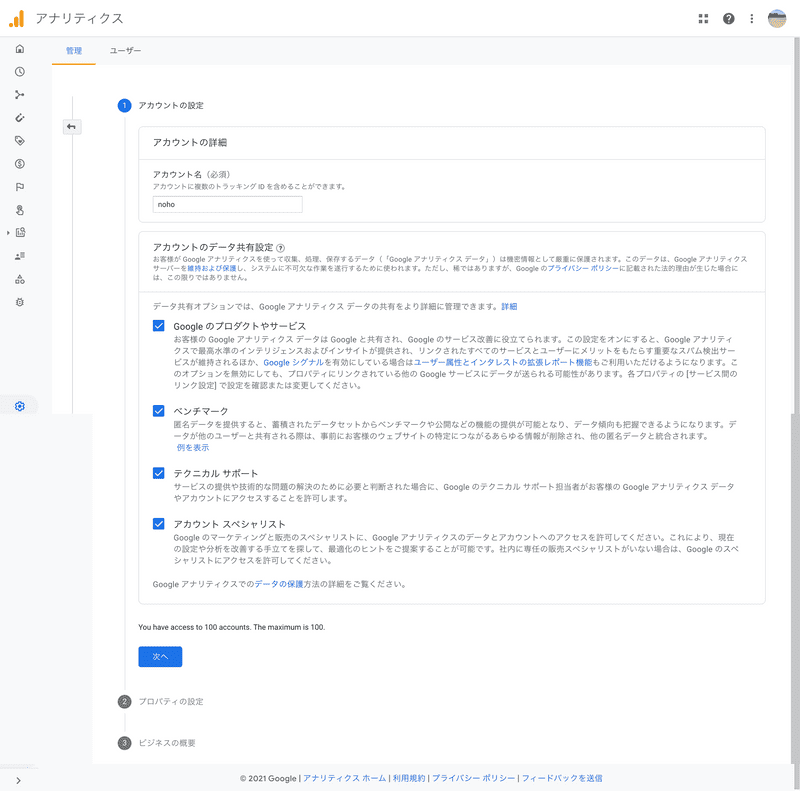 アナリティクス
管理 ユーザー
1 アカウントの設定
アカウントの詳細
アカウント名（必須）
アカウントに複数のトラッキング ID を含めることができます。
noho
アカウントのデータ共有設定 ?
お客様が Google アナリティクスを使って収集、処理、保存するデータ（「Google アナリティクス データ」）は機密情報として厳重に保護されます。このデータは、Google アナリティクス
サーバーを維持および保護し、システムに不可欠な作業を遂行するために使われます。ただし、稀ではありますが、Google のプライバシー ポリシーに記載された法的理由が生じた場合に
は、この限りではありません。
データ共有オプションでは、Google アナリティクス データの共有をより詳細に管理できます。詳細
Google のプロダクトやサービス
お客様の Google アナリティクス データは Google と共有され、Google のサービス改善に役立てられます。この設定をオンにすると、Google アナリティ
クスで最高水準のインテリジェンスおよびインサイトが提供され、リンクされたすべてのサービスとユーザーにメリットをもたらす重要なスパム検出サービ
スが維持されるほか、Google シグナルを有効にしている場合はユーザー属性とインタレストの拡張レポート機能もご利用いただけるようになります。こ
のオプションを無効にしても、プロパティにリンクされている他の Google サービスにデータが送られる可能性があります。各プロパティの [サービス間の
リンク設定] で設定を確認または変更してください。
ベンチマーク
匿名データを提供すると、蓄積されたデータセットからベンチマークや公開などの機能の提供が可能となり、データ傾向も把握できるようになります。デ
ータが他のユーザーと共有される際は、事前にお客様のウェブサイトの特定につながるあらゆる情報が削除され、他の匿名データと統合されます。
例を表示
テクニカル サポート
サービスの提供や技術的な問題の解決のために必要と判断された場合に、Google のテクニカル サポート担当者がお客様の Google アナリティクス データ
やアカウントにアクセスすることを許可します。
アカウント スペシャリスト
Google のマーケティングと販売のスペシャリストに、Google アナリティクスのデータとアカウントへのアクセスを許可してください。これにより、現在
の設定や分析を改善する手立てを探して、最適化のヒントをご提案することが可能です。社内に専任の販売スペシャリストがいない場合は、Google のスペ
シャリストにアクセスを許可してください。
Google アナリティクスでのデータの保護方法の詳細をご覧ください。
You have access to 100 accounts. The maximum is 100.
次へ
2 プロパティの設定
3 ビジネスの概要
© 2021 Google | アナリティクス ホーム | 利用規約 | プライバシー ポリシー | フィードバックを送信